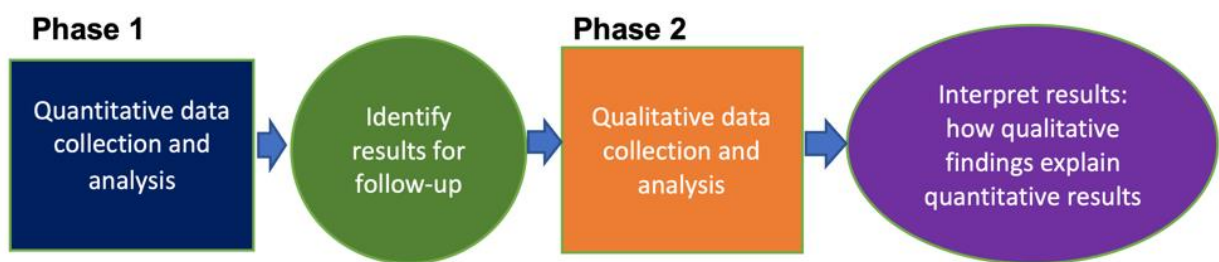 Phase 1
Quantitative data
collection and
analysis
Identify
results for
follow-up
Phase 2
Qualitative data
collection and
analysis
Interpret results:
how qualitative
findings explain
quantitative results